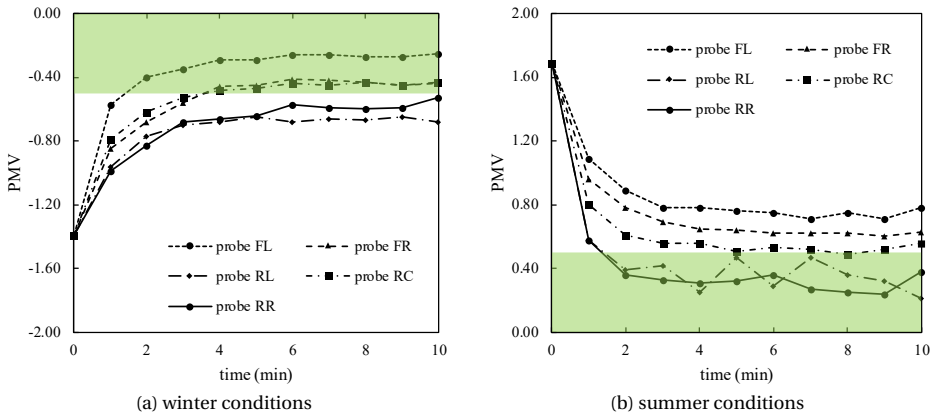 0.00
-0.40
-0.80
-1.20
-1.60
-2.00
PMV
probe FL
probe FR
probe RL
probe RC
probe RR
0 2 4 6 8 10
time (min)
(a) winter conditions
2.00
1.60
1.20
0.80
0.40
0.00
PMV
probe FL
probe FR
probe RL
probe RC
probe RR
0 2 4 6 8 10
time (min)
(b) summer conditions